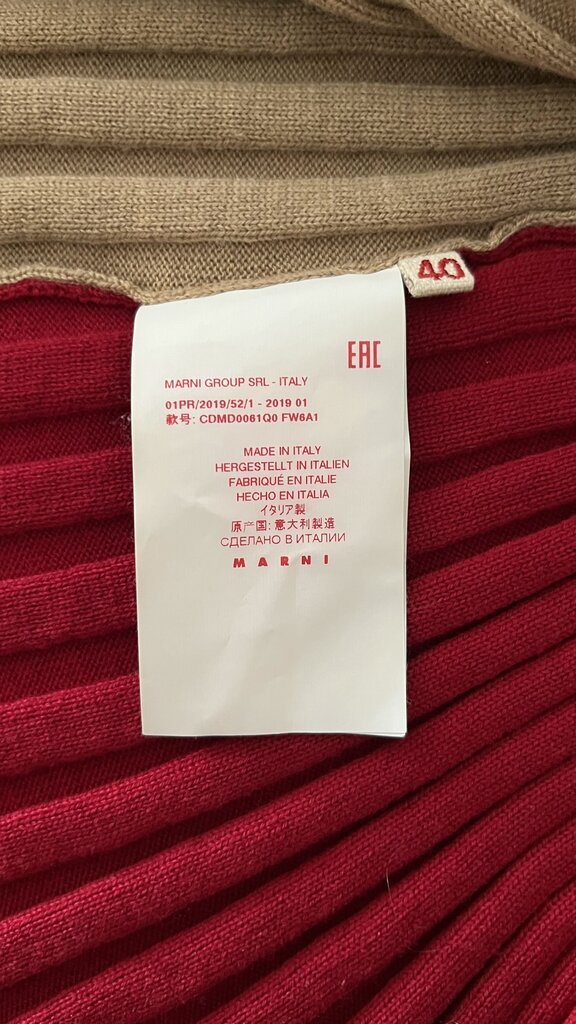 40
EAC
MARNI GROUP SRL - ITALY
01PR/2019/52/1 - 2019 01
款号: CDMD0061Q0 FW6A1
MADE IN ITALY
HERGESTELLT IN ITALIEN
FABRIQUÉ EN ITALIE
HECHO EN ITALIA
イタリア製
原产国: 意大利製造
СДЕЛАНО В ИТАЛИИ
MARNI